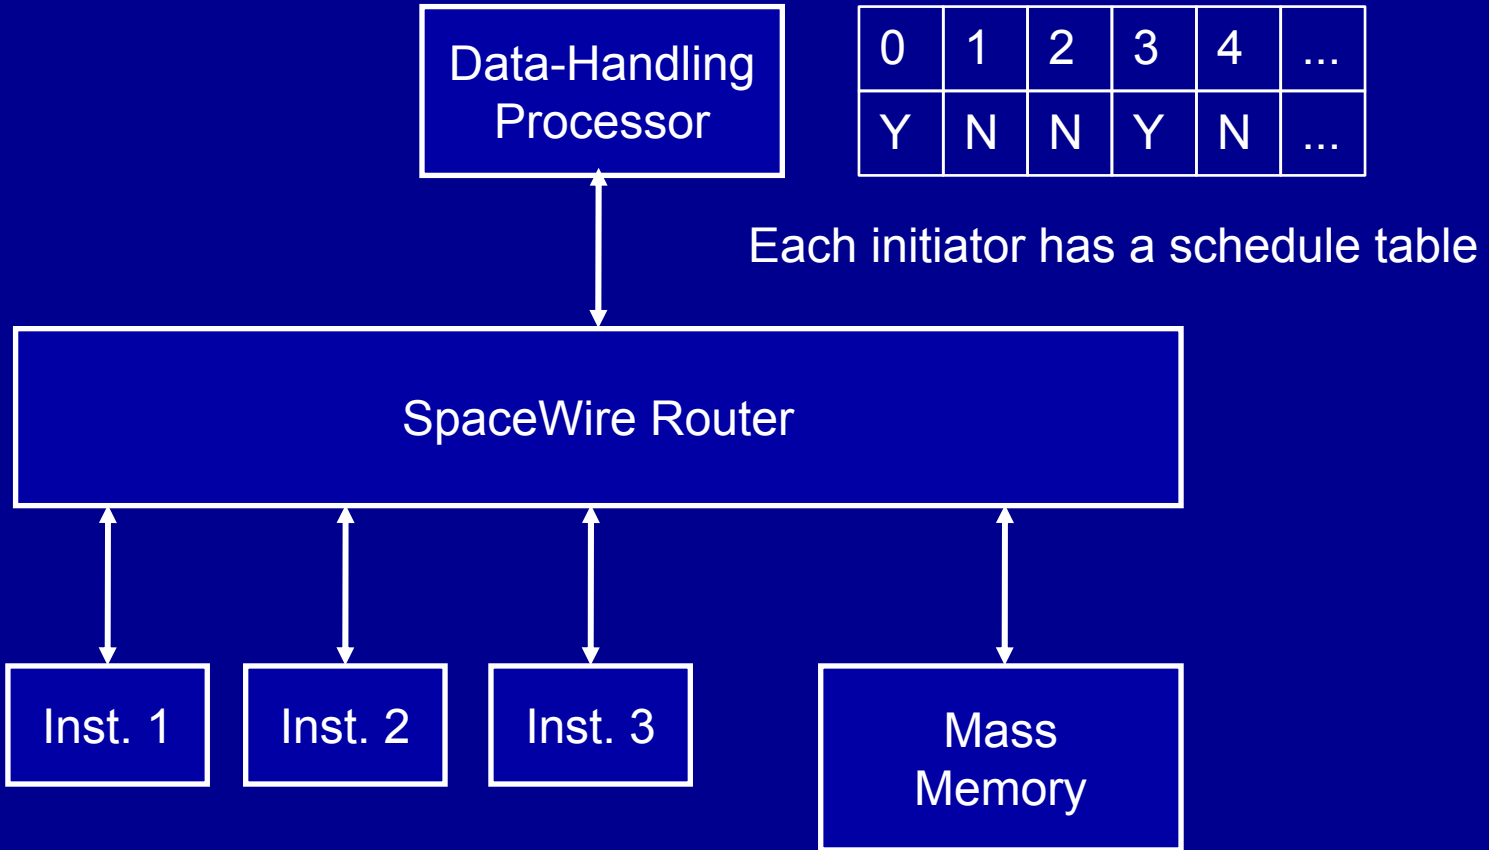 Data-Handling
Processor
0 1 2 3 4 ...
Y N N Y N ...
Each initiator has a schedule table
SpaceWire Router
Inst. 1
Inst. 2
Inst. 3
Mass
Memory